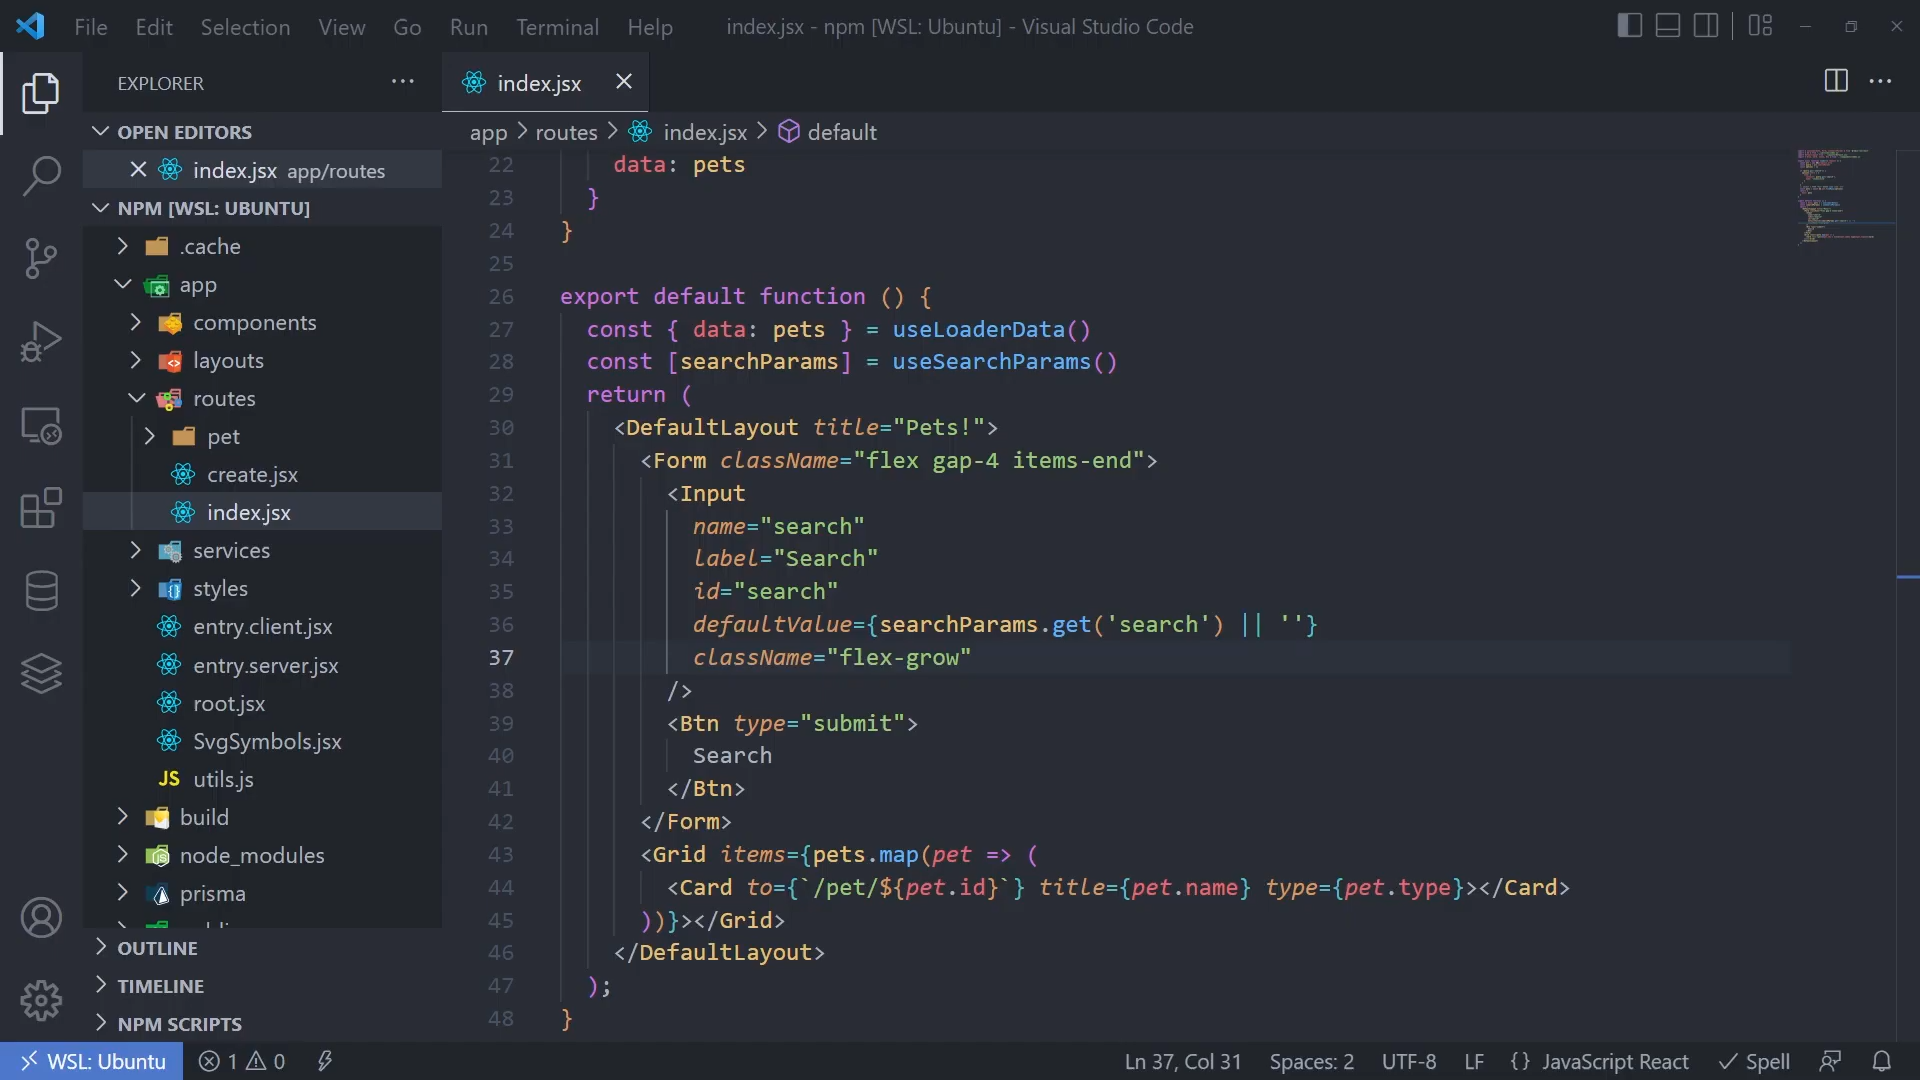 File Edit Selection View Go Run Terminal Help index.jsx - npm [WSL: Ubuntu] - Visual Studio Code
EXPLORER
OPEN EDITORS
index.jsx app/routes
NPM [WSL: UBUNTU]
.cache
app
components
layouts
routes
pet
create.jsx
index.jsx
services
styles
entry.client.jsx
entry.server.jsx
root.jsx
SvgSymbols.jsx
JS utils.js
build
node_modules
prisma
OUTLINE
TIMELINE
NPM SCRIPTS
index.jsx
app > routes > index.jsx > default
22 data: pets
23 }
24 }
25
26 export default function () {
27 const { data: pets } = useLoaderData()
28 const [searchParams] = useSearchParams()
29 return (
30 <DefaultLayout title="Pets!">
31 <Form className="flex gap-4 items-end">
32 <Input
33 name="search"
34 label="Search"
35 id="search"
36 defaultValue={searchParams.get('search') || ''}
37 className="flex-grow"
38 />
39 <Btn type="submit">
40 Search
41 </Btn>
42 </Form>
43 <Grid items={pets.map(pet => (
44 <Card to={`/pet/${pet.id}`} title={pet.name} type={pet.type}></Card>
45 ))}></Grid>
46 </DefaultLayout>
47 );
48 }
WSL: Ubuntu 1 0 Ln 37, Col 31 Spaces: 2 UTF-8 LF {} JavaScript React Spell